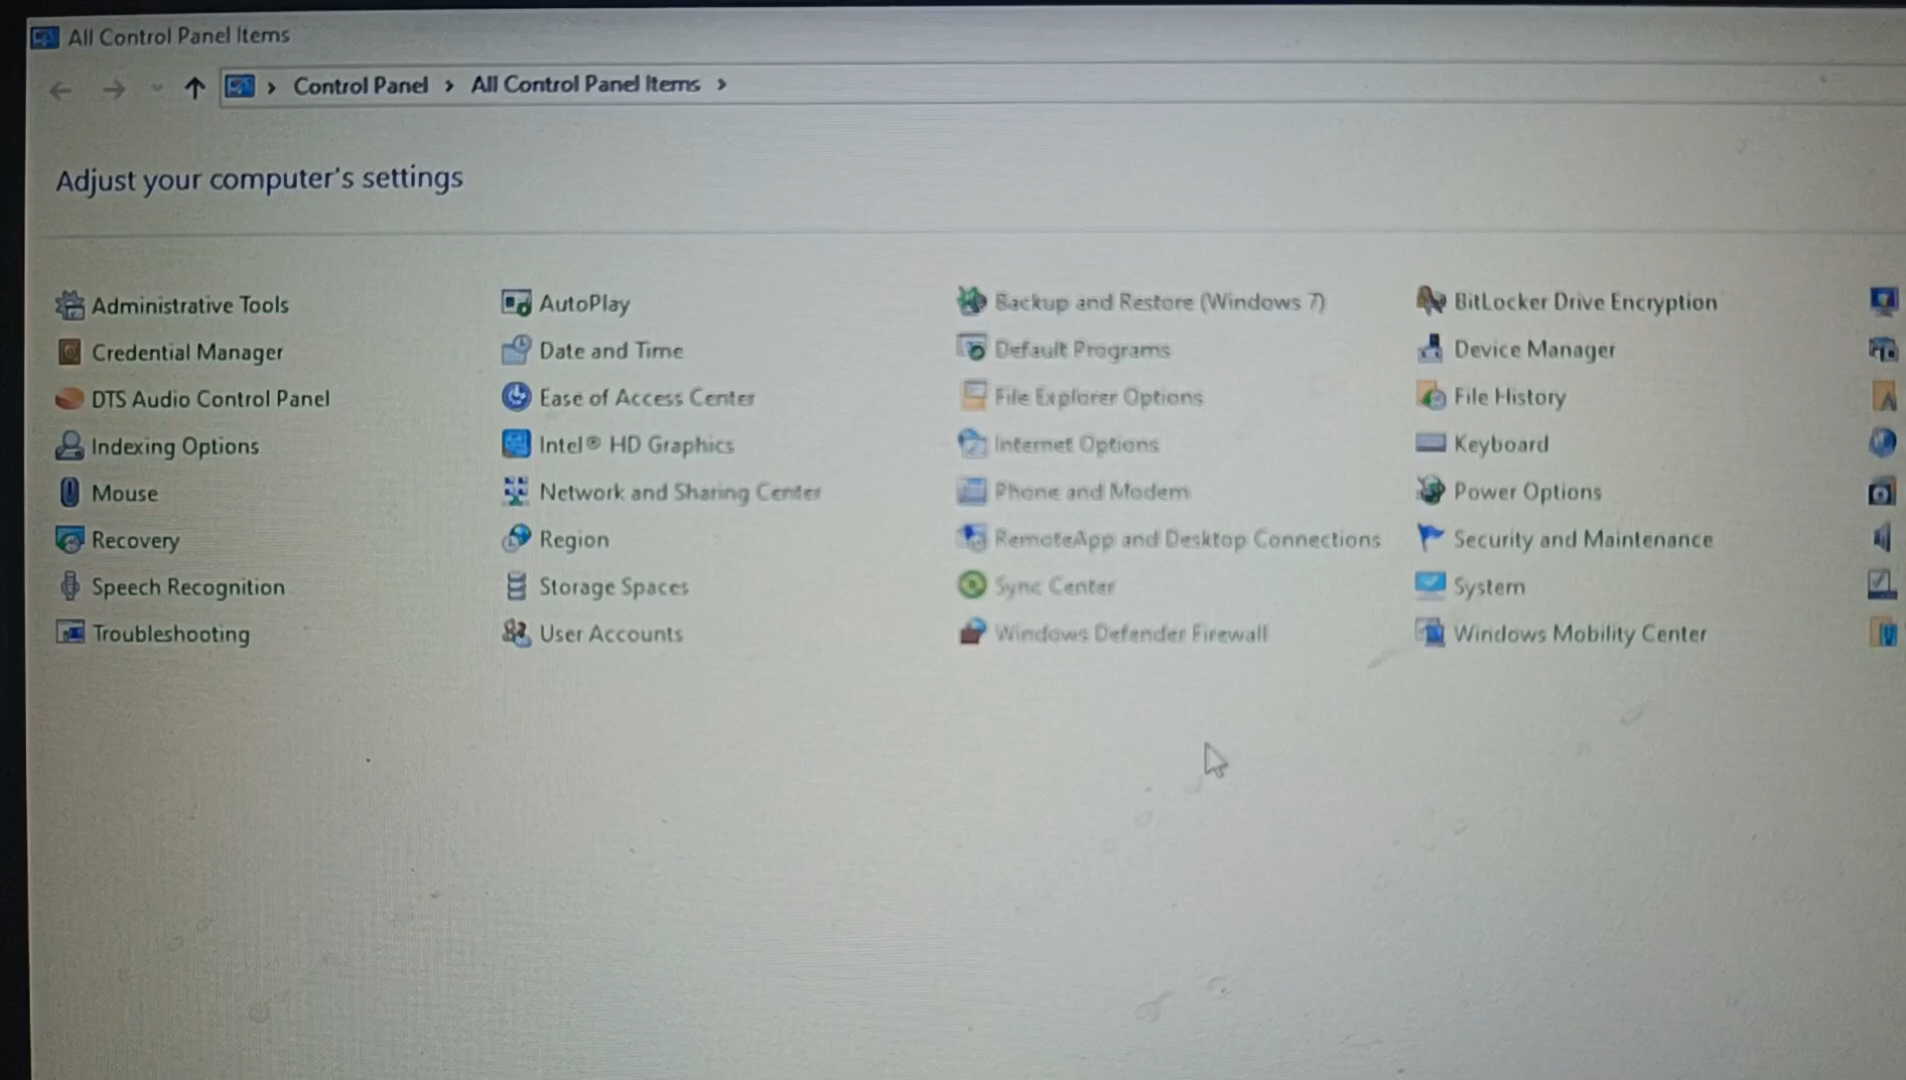 All Control Panel Items
Control Panel > All Control Panel Items >
Adjust your computer's settings
Administrative Tools
AutoPlay
Backup and Restore (Windows 7)
BitLocker Drive Encryption
Credential Manager
Date and Time
Default Programs
Device Manager
DTS Audio Control Panel
Ease of Access Center
File Explorer Options
File History
Indexing Options
Intel® HD Graphics
Internet Options
Keyboard
Mouse
Network and Sharing Center
Phone and Modem
Power Options
Recovery
Region
RemoteApp and Desktop Connections
Security and Maintenance
Speech Recognition
Storage Spaces
Sync Center
System
Troubleshooting
User Accounts
Windows Defender Firewall
Windows Mobility Center